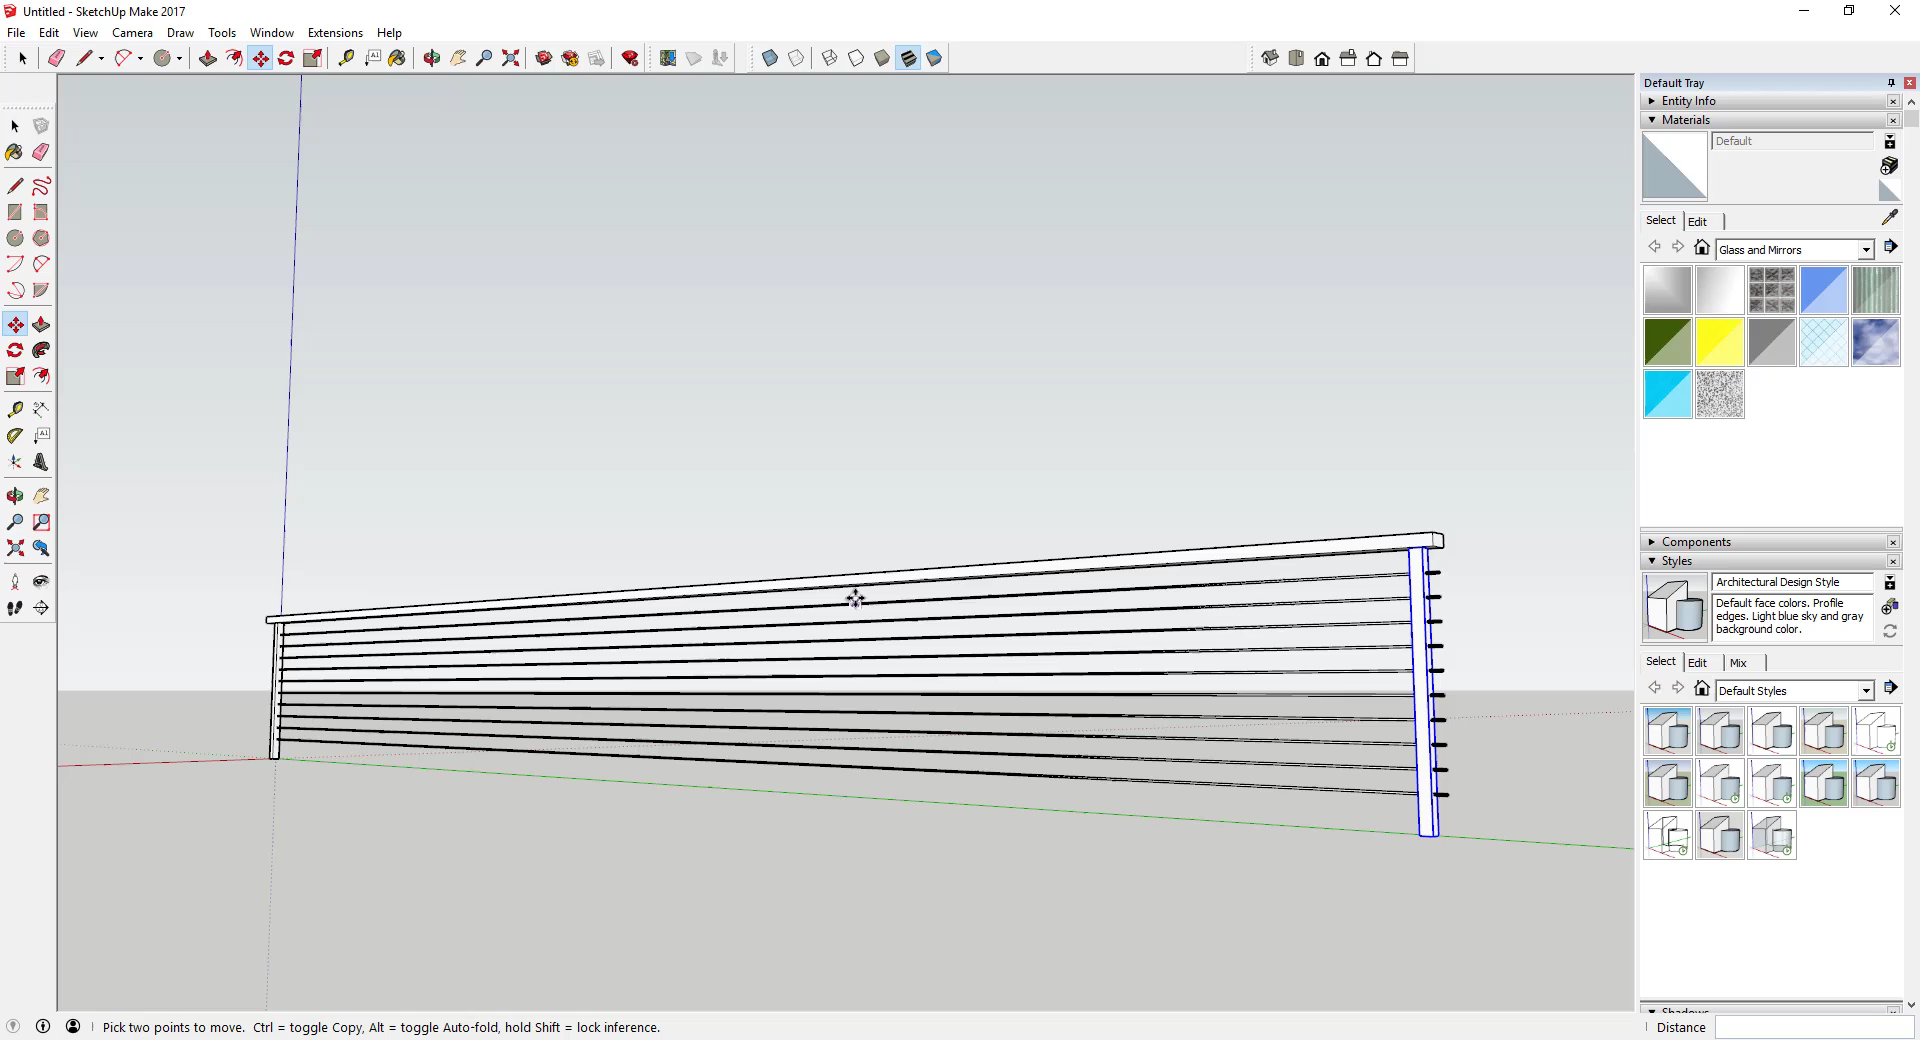 Untitled - SketchUp Make 2017
File Edit View Camera Draw Tools Window Extensions Help
Default Tray
Entity Info
Materials
Default
Select Edit
Glass and Mirrors
Components
Styles
Architectural Design Style
Default face colors. Profile
edges. Light blue sky and gray
background color.
Select Edit Mix
Default Styles
Shadows
Pick two points to move. Ctrl = toggle Copy, Alt = toggle Auto-fold, hold Shift = lock inference.
Distance